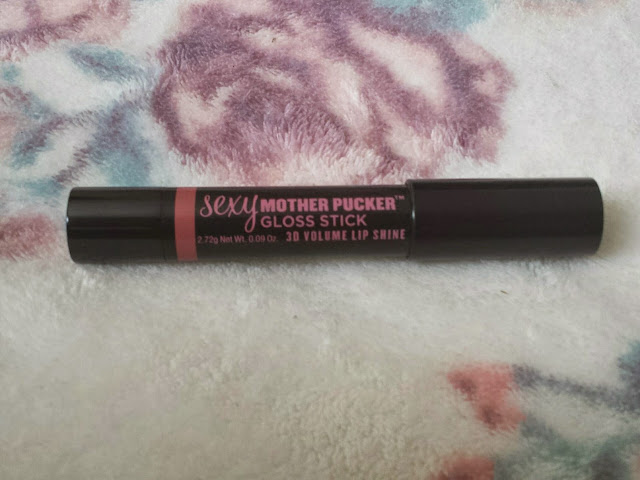 sexy MOTHER PUCKER™
GLOSS STICK
2.72g Net Wt. 0.09 Oz. 3D VOLUME LIP SHINE